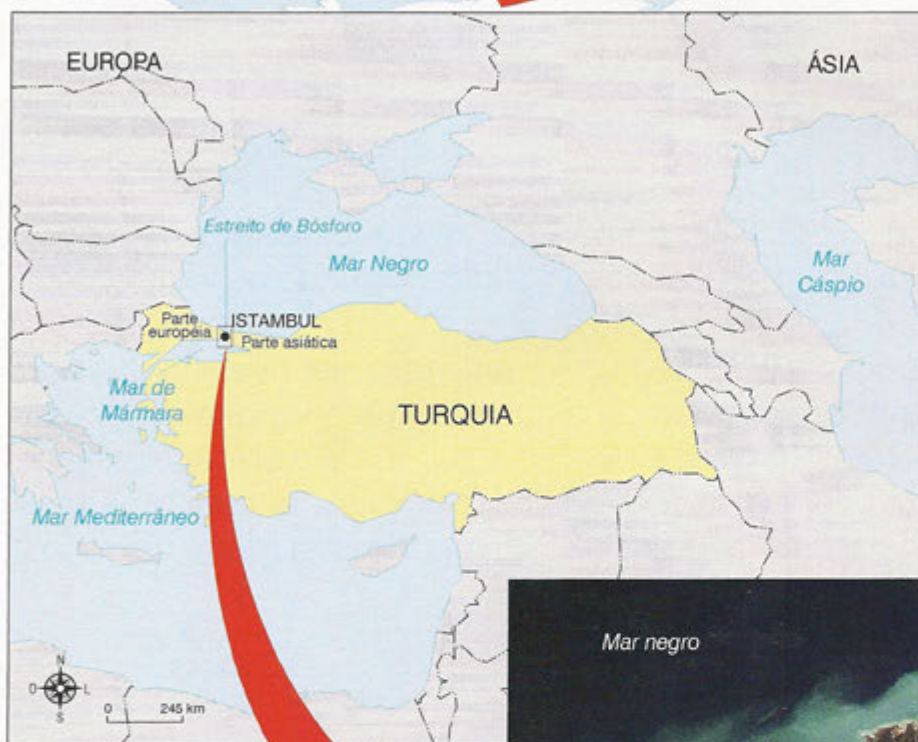 EUROPA
ÁSIA
Estreito de Bósforo
Mar Negro
Mar
Cáspio
Parte
européia
ISTAMBUL
Parte asiática
Mar de
Mármara
TURQUIA
Mar Mediterrâneo
N
O
L
S
0 245 km
Mar negro